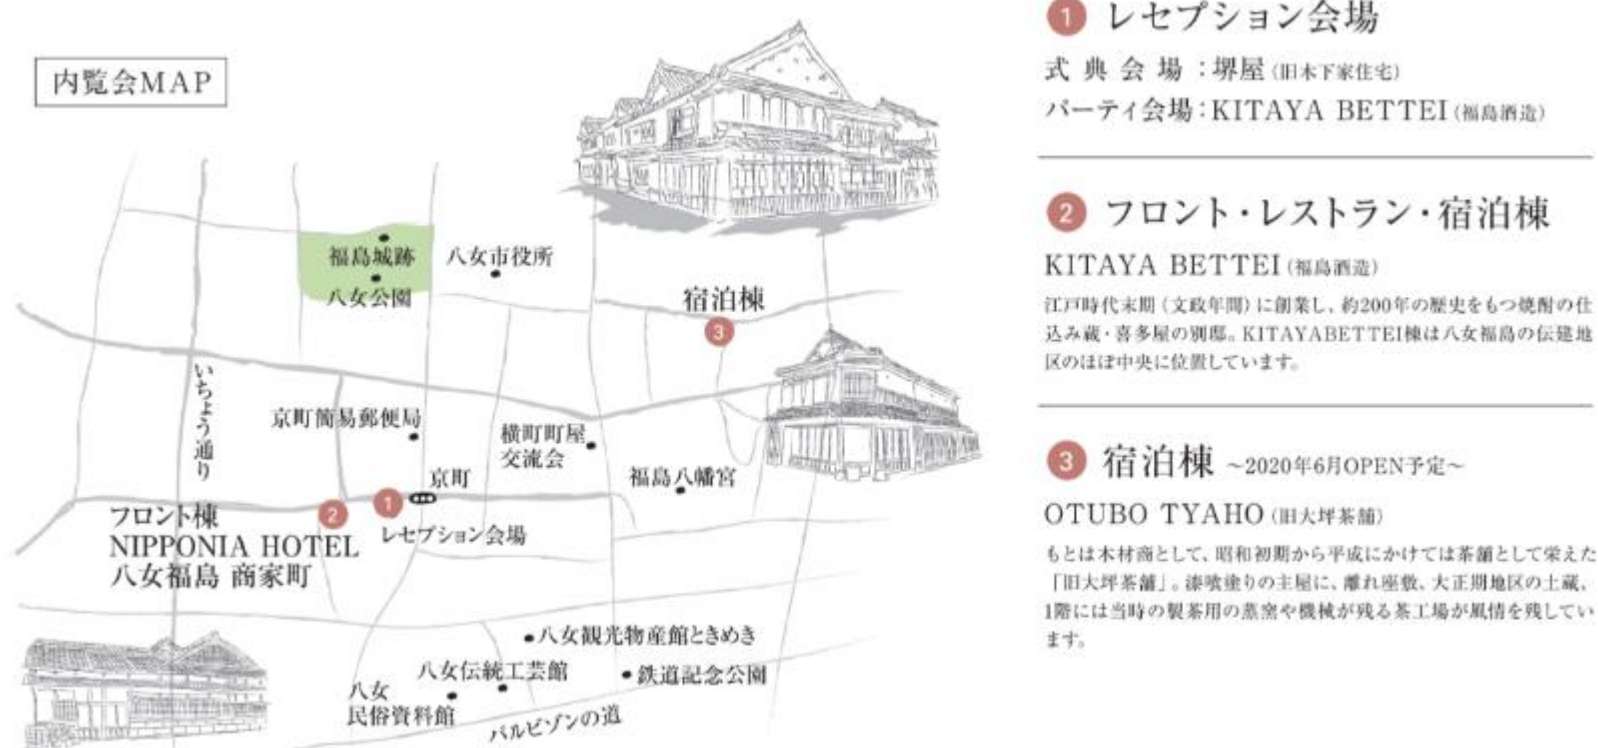 内覧会MAP
福島城跡
八女公園
八女市役所
宿泊棟
3
いちょう通り
京町簡易郵便局
横町町屋
交流会
福島八幡宮
京町
1
2
レセプション会場
フロント棟
NIPPONIA HOTEL
八女福島 商家町
八女観光物産館ときめき
八女伝統工芸館
鉄道記念公園
八女
民俗資料館
バルビゾンの道
1 レセプション会場
式典会場：堺屋（旧木下家住宅）
パーティ会場：KITAYA BETTEI（福島酒造）
2 フロント・レストラン・宿泊棟
KITAYA BETTEI（福島酒造）
江戸時代末期（文政年間）に創業し、約200年の歴史をもつ焼酎の仕
込み蔵・喜多屋の別邸。KITAYABETTEI棟は八女福島の伝建地
区のほぼ中央に位置しています。
3 宿泊棟 〜2020年6月OPEN予定〜
OTUBO TYAHO（旧大坪茶舗）
もとは木材商として、昭和初期から平成にかけては茶舗として栄えた
「旧大坪茶舗」。漆喰塗りの主屋に、離れ座敷、大正期地区の土蔵、
1階には当時の製茶用の蒸窯や機械が残る茶工場が風情を残してい
ます。